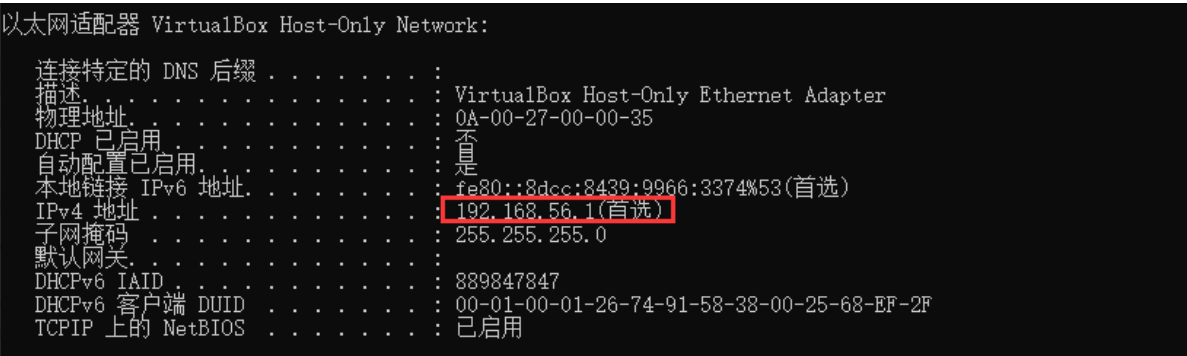 以太网适配器 VirtualBox Host-Only Network:
连接特定的 DNS 后缀 . . . . . . . :
描述. . . . . . . . . . . . . . . : VirtualBox Host-Only Ethernet Adapter
物理地址. . . . . . . . . . . . . : 0A-00-27-00-00-35
DHCP 已启用 . . . . . . . . . . . : 否
自动配置已启用. . . . . . . . . . : 是
本地链接 IPv6 地址. . . . . . . . : fe80::8dcc:8439:9966:3374%53(首选)
IPv4 地址 . . . . . . . . . . . . : 192.168.56.1(首选)
子网掩码 . . . . . . . . . . . . : 255.255.255.0
默认网关. . . . . . . . . . . . . :
DHCPv6 IAID . . . . . . . . . . . : 889847847
DHCPv6 客户端 DUID . . . . . . . : 00-01-00-01-26-74-91-58-38-00-25-68-EF-2F
TCPIP 上的 NetBIOS . . . . . . . : 已启用